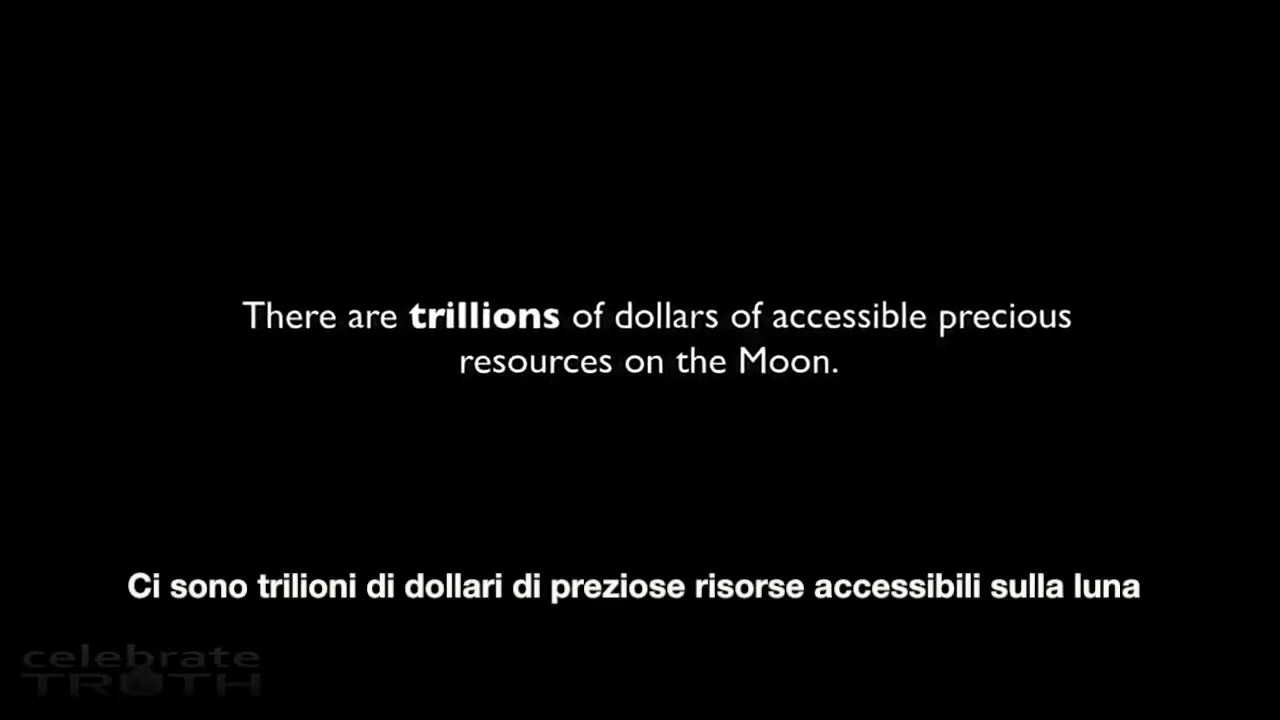 There are trillions of dollars of accessible precious
resources on the Moon.
Ci sono trilioni di dollari di preziose risorse accessibili sulla luna
celebrate
TRUTH